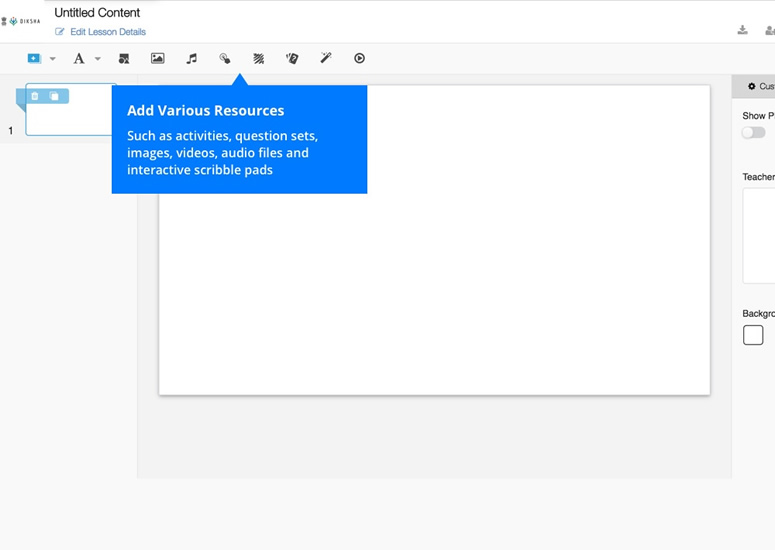 Untitled Content
DIKSHA
Edit Lesson Details
A
Cus
Add Various Resources
Such as activities, question sets,
images, videos, audio files and
interactive scribble pads
1
Show P
Teacher
Backgro